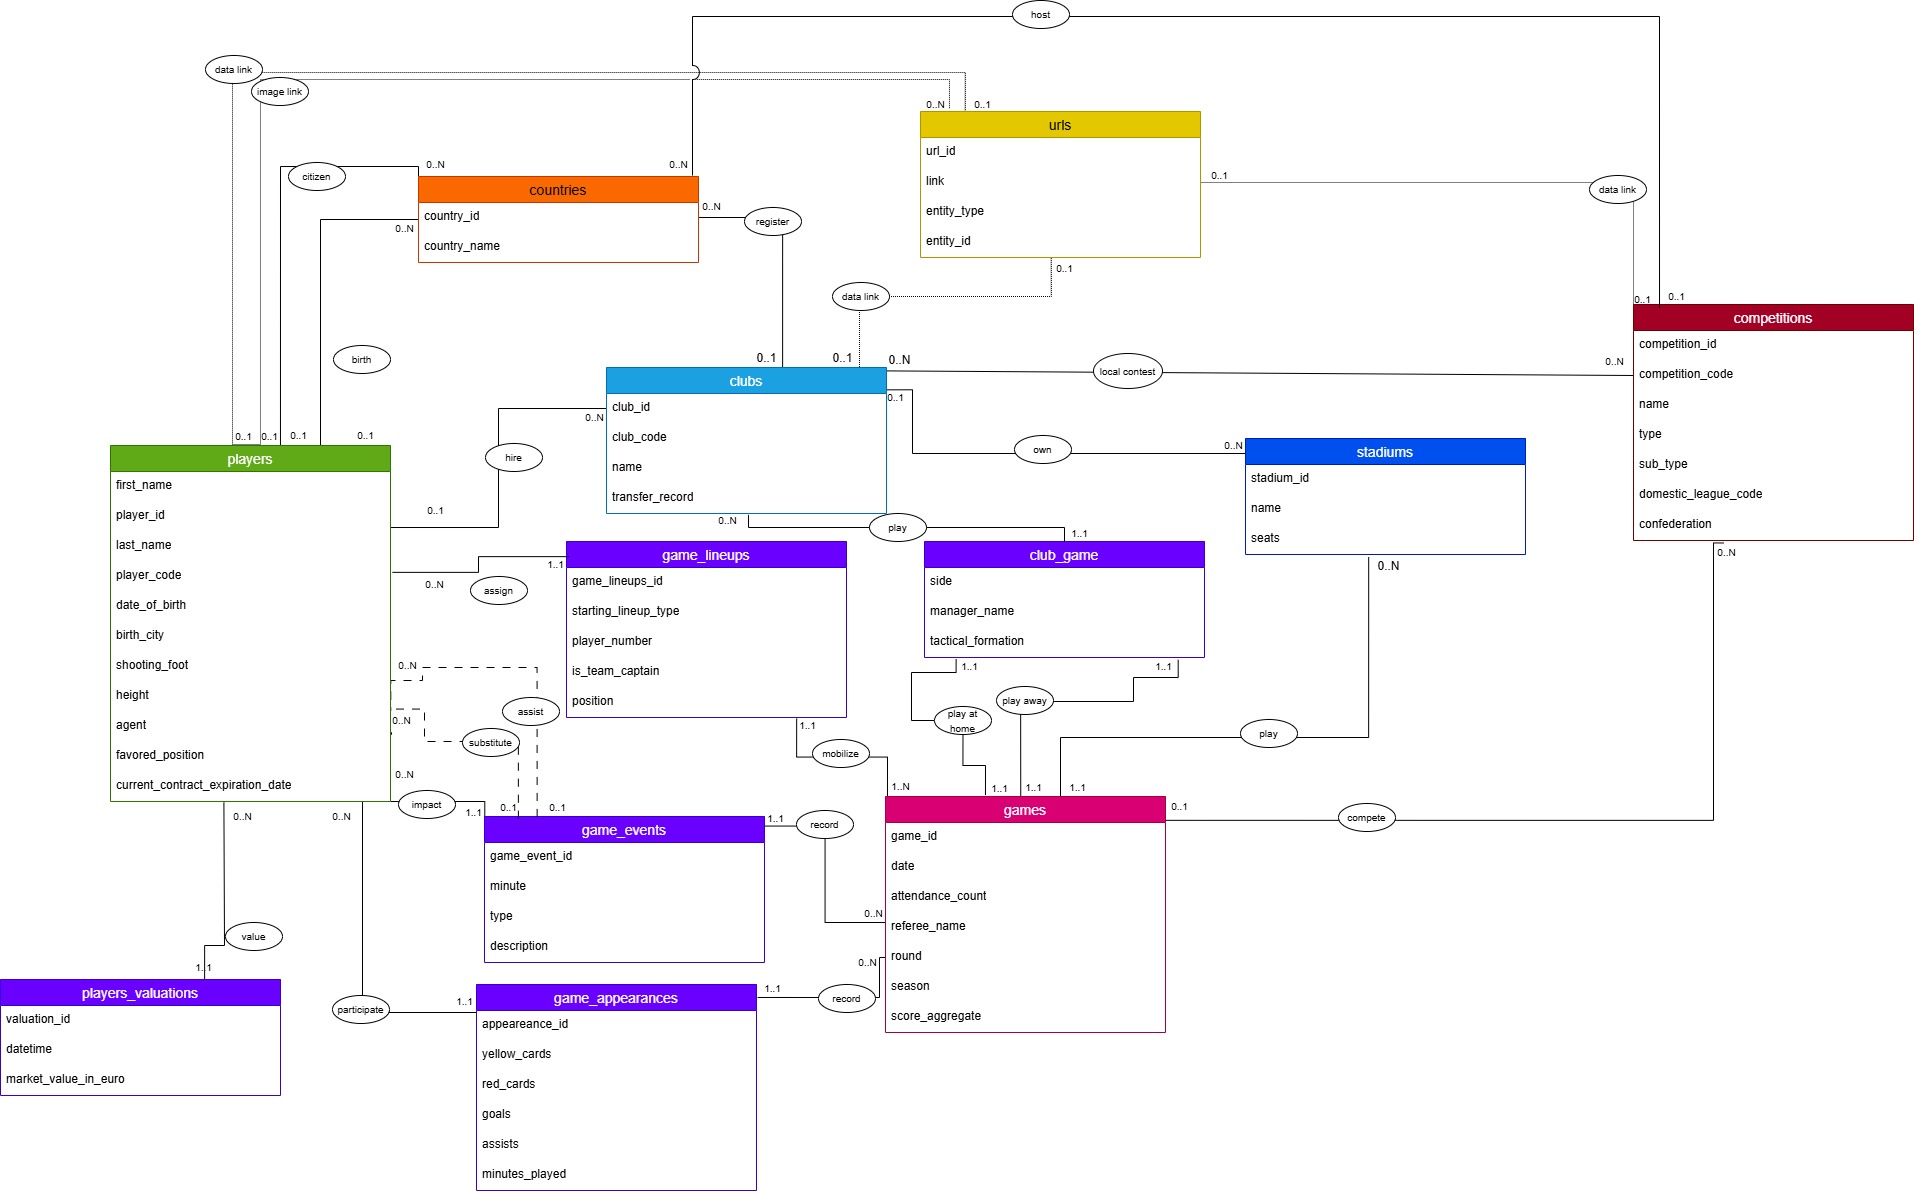 host
data link
image link
0..N
0..1
urls
url_id
link
entity_type
entity_id
0..1
data link
0..1
data link
citizen
0..N
0..N
countries
country_id
country_name
0..N
0..N
register
birth
0..1
0..1
0..N
0..1
0..1
competitions
competition_id
competition_code
name
type
sub_type
domestic_league_code
confederation
0..N
local contest
0..N
clubs
club_id
club_code
name
transfer_record
0..N
0..1
own
0..N
stadiums
stadium_id
name
seats
0..N
0..1
0..1
0..1
0..1
players
first_name
player_id
last_name
player_code
date_of_birth
birth_city
shooting_foot
height
agent
favored_position
current_contract_expiration_date
hire
0..1
0..N
play
1..1
0..N
assign
1..1
game_lineups
game_lineups_id
starting_lineup_type
player_number
is_team_captain
position
club_game
side
manager_name
tactical_formation
0..N
assist
0..N
substitute
1..1
mobilize
1..N
1..1
play at
home
1..1
play away
1..1
1..1
play
1..1
0..N
impact
1..1
0..1
0..1
game_events
game_event_id
minute
type
description
1..1
record
0..N
games
game_id
date
attendance_count
referee_name
round
season
score_aggregate
0..1
compete
0..N
0..N
value
1..1
players_valuations
valuation_id
datetime
market_value_in_euro
0..N
participate
1..1
game_appearances
appeareance_id
yellow_cards
red_cards
goals
assists
minutes_played
1..1
record
0..N